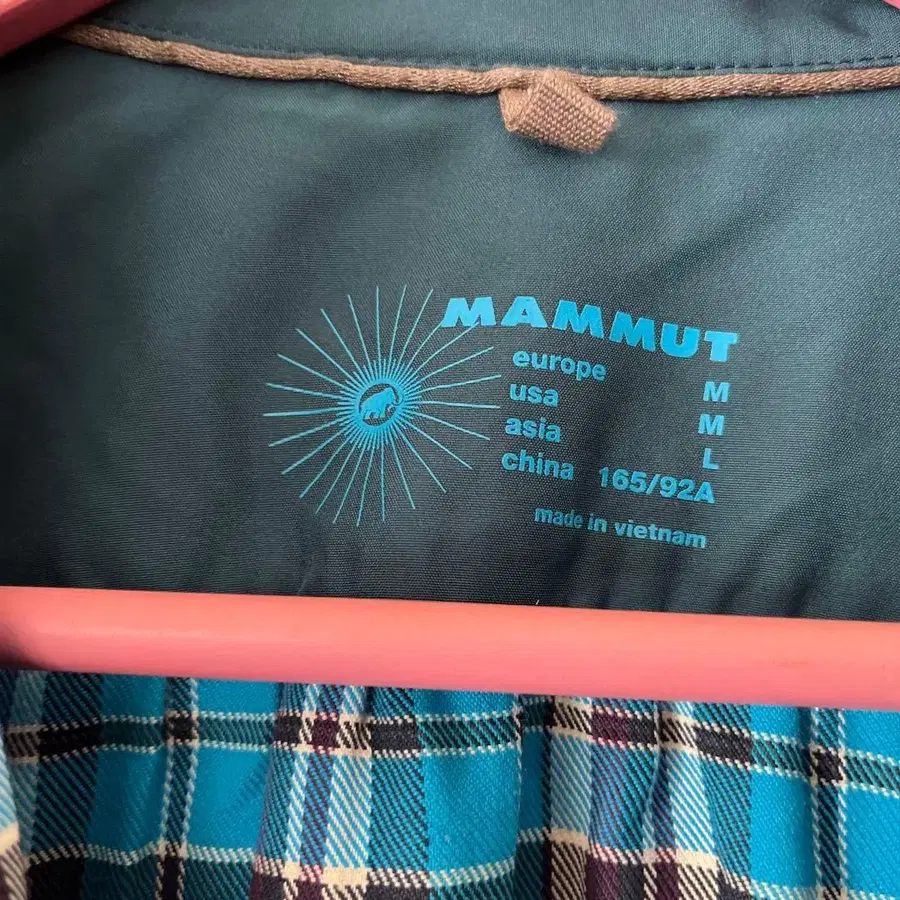 MAMMUT
europe M
usa M
asia L
china 165/92A
made in vietnam